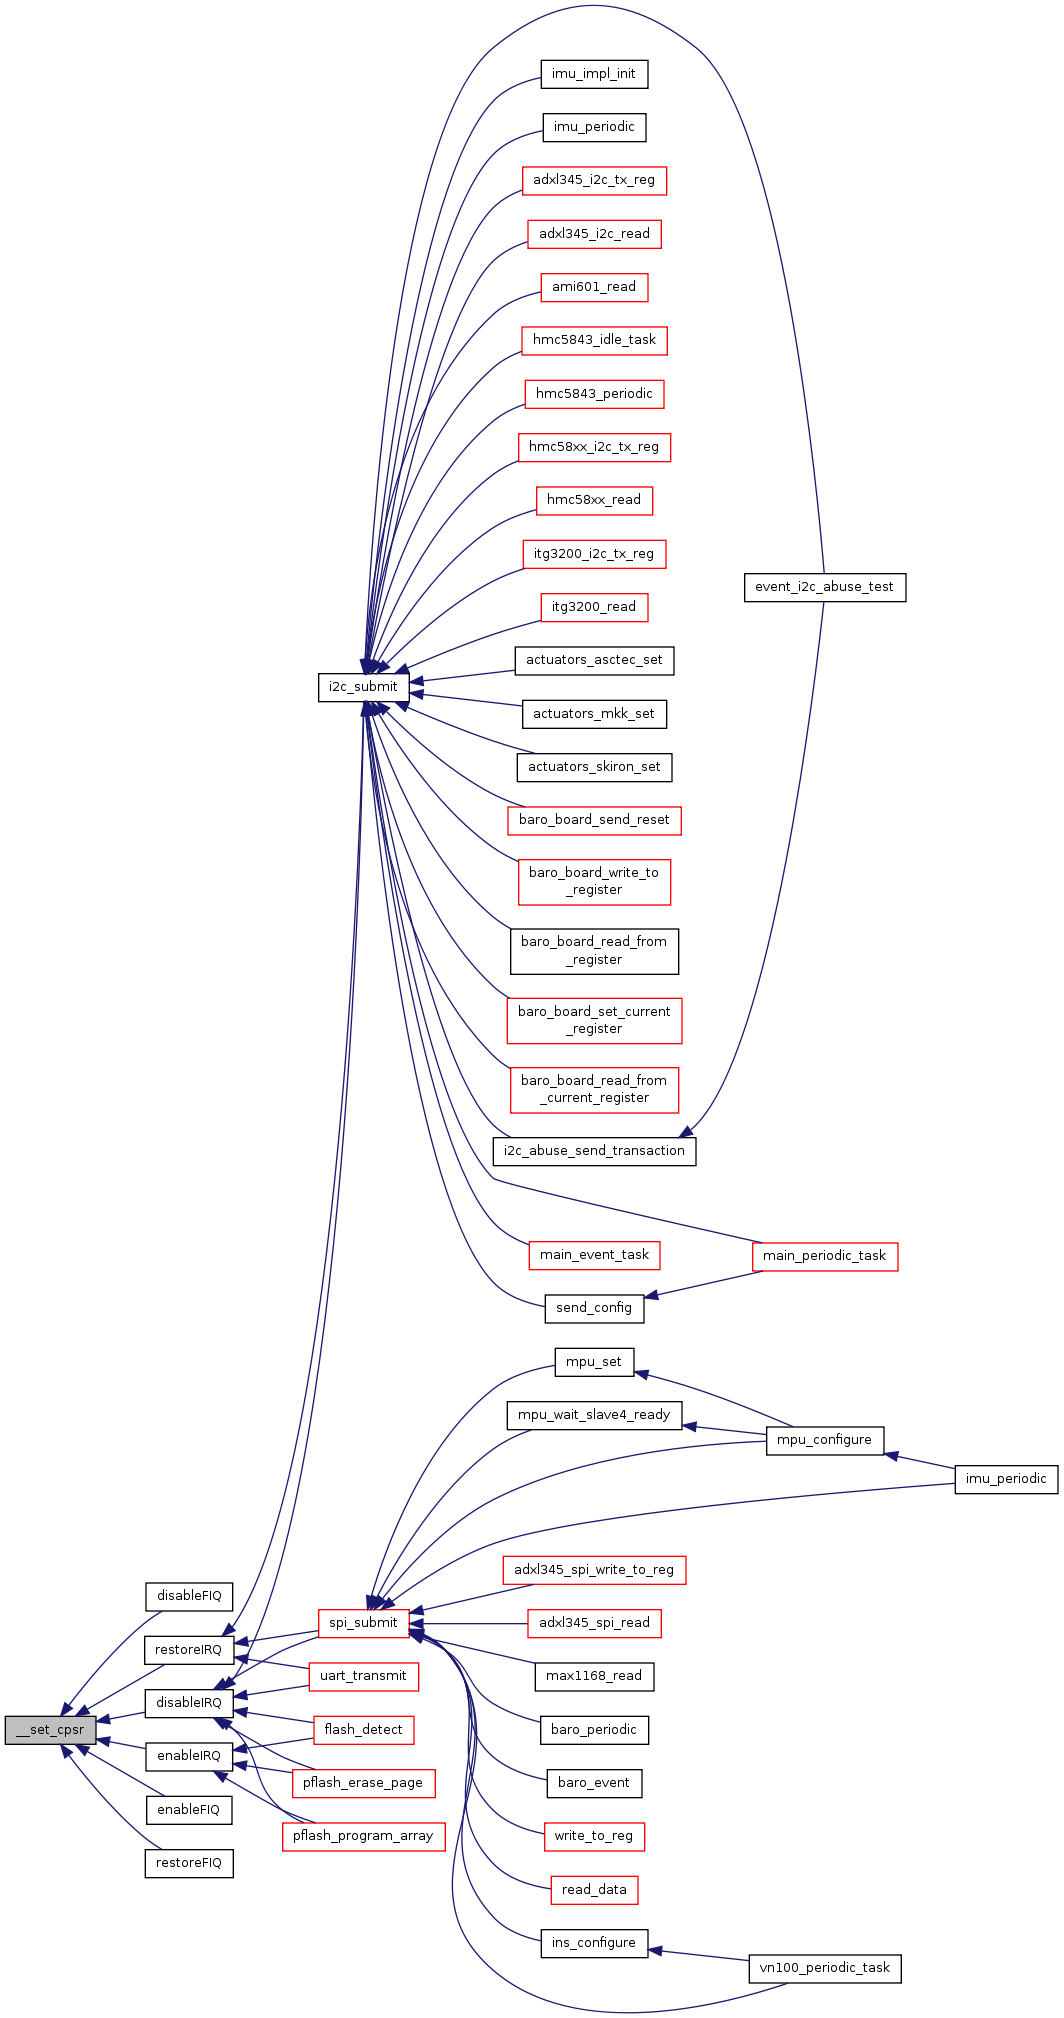 imu_impl_init
imu_periodic
adxl345_i2c_tx_reg
adxl345_i2c_read
ami601_read
hmc5843_idle_task
hmc5843_periodic
hmc58xx_i2c_tx_reg
hmc58xx_read
itg3200_i2c_tx_reg
event_i2c_abuse_test
itg3200_read
actuators_asctec_set
i2c_submit
actuators_mkk_set
actuators_skiron_set
baro_board_send_reset
baro_board_write_to
_register
baro_board_read_from
_register
baro_board_set_current
_register
baro_board_read_from
_current_register
i2c_abuse_send_transaction
main_event_task
main_periodic_task
send_config
mpu_set
mpu_wait_slave4_ready
mpu_configure
imu_periodic
adxl345_spi_write_to_reg
disableFIQ
spi_submit
adxl345_spi_read
restoreIRQ
uart_transmit
max1168_read
disableIRQ
__set_cpsr
flash_detect
baro_periodic
enableIRQ
pflash_erase_page
baro_event
enableFIQ
pflash_program_array
write_to_reg
restoreFIQ
read_data
ins_configure
vn100_periodic_task